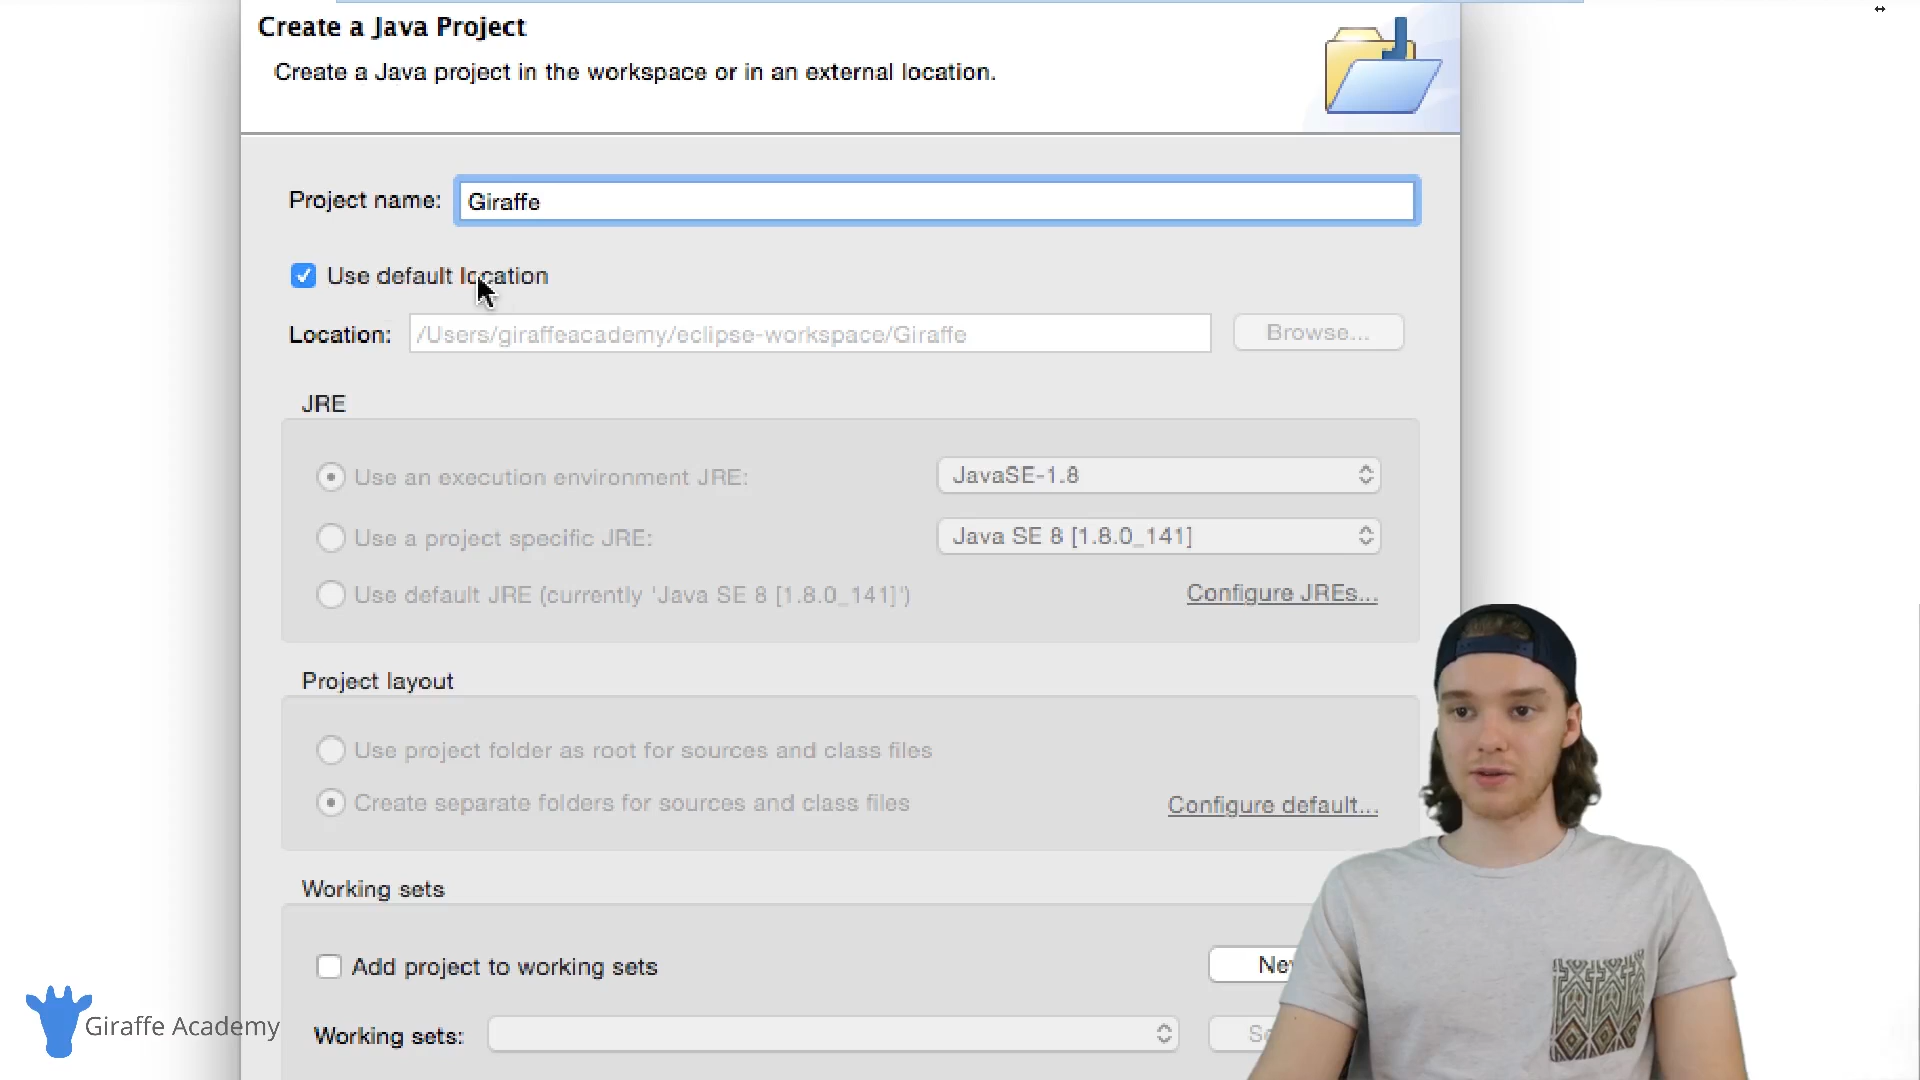 Create a Java Project
Create a Java project in the workspace or in an external location.
Project name: Giraffe
Use default location
Location: /Users/giraffeacademy/eclipse-workspace/Giraffe Browse...
JRE
Use an execution environment JRE: JavaSE-1.8
Use a project specific JRE: Java SE 8 [1.8.0_141]
Use default JRE (currently 'Java SE 8 [1.8.0_141]') Configure JREs...
Project layout
Use project folder as root for sources and class files
Create separate folders for sources and class files Configure default...
Working sets
Add project to working sets
Working sets:
Giraffe Academy